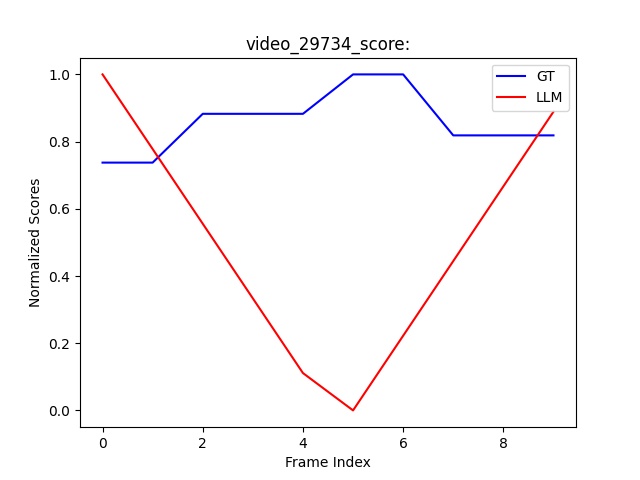 video_29734_score:
GT
LLM
Normalized Scores
1.0
0.8
0.6
0.4
0.2
0.0
0 2 4 6 8
Frame Index